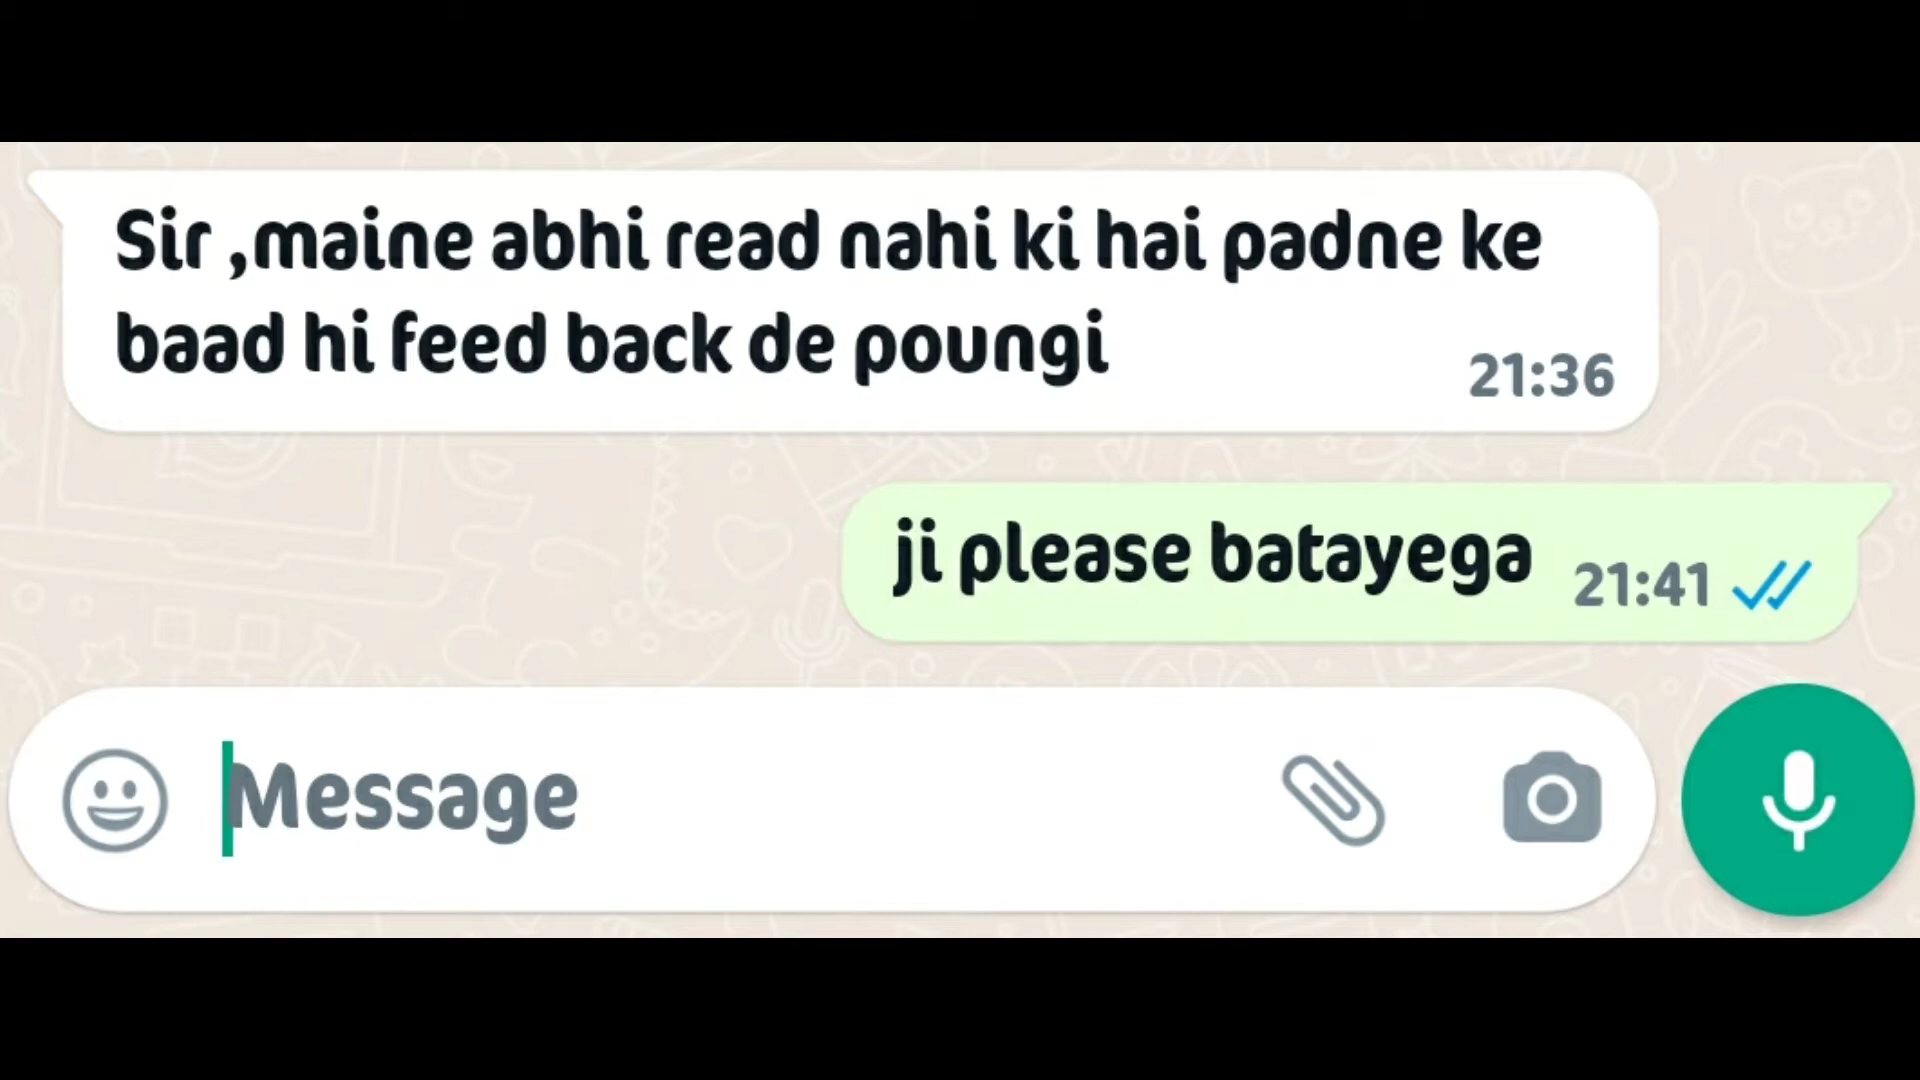 Sir ,maine abhi read nahi ki hai padne ke
baad hi feed back de poungi
21:36
ji please batayega
21:41
Message